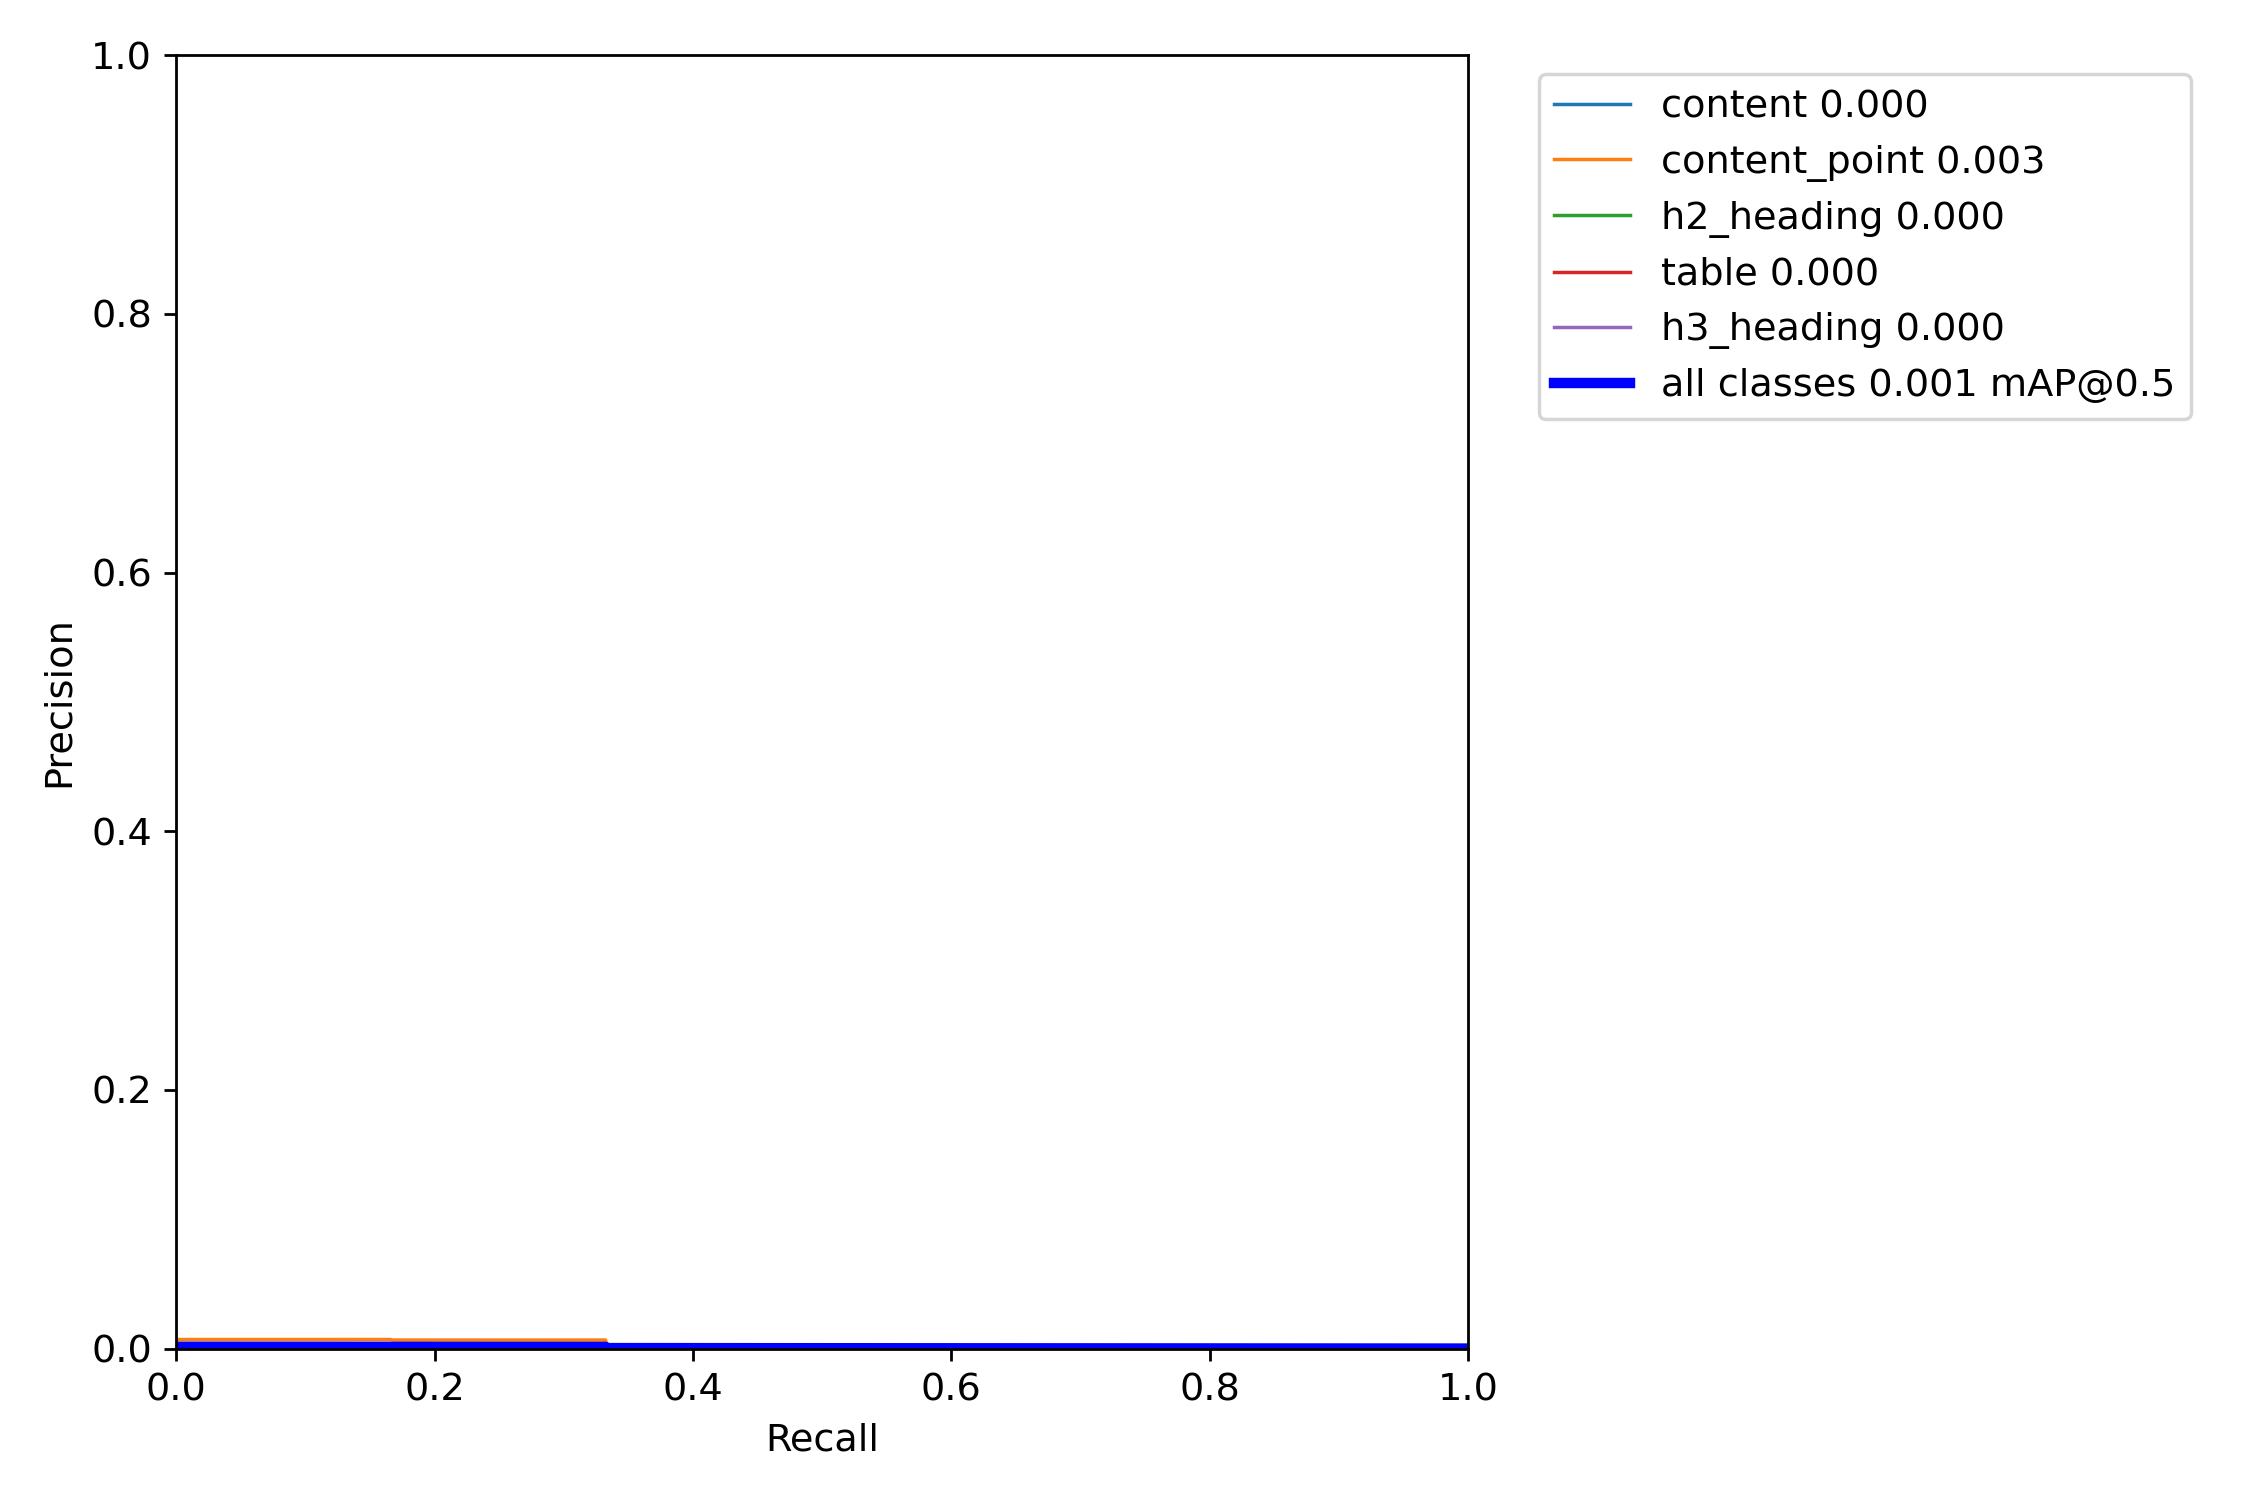 1.0
0.8
0.6
0.4
0.2
0.0
Precision
0.0 0.2 0.4 0.6 0.8 1.0
Recall
content 0.000
content_point 0.003
h2_heading 0.000
table 0.000
h3_heading 0.000
all classes 0.001 mAP@0.5